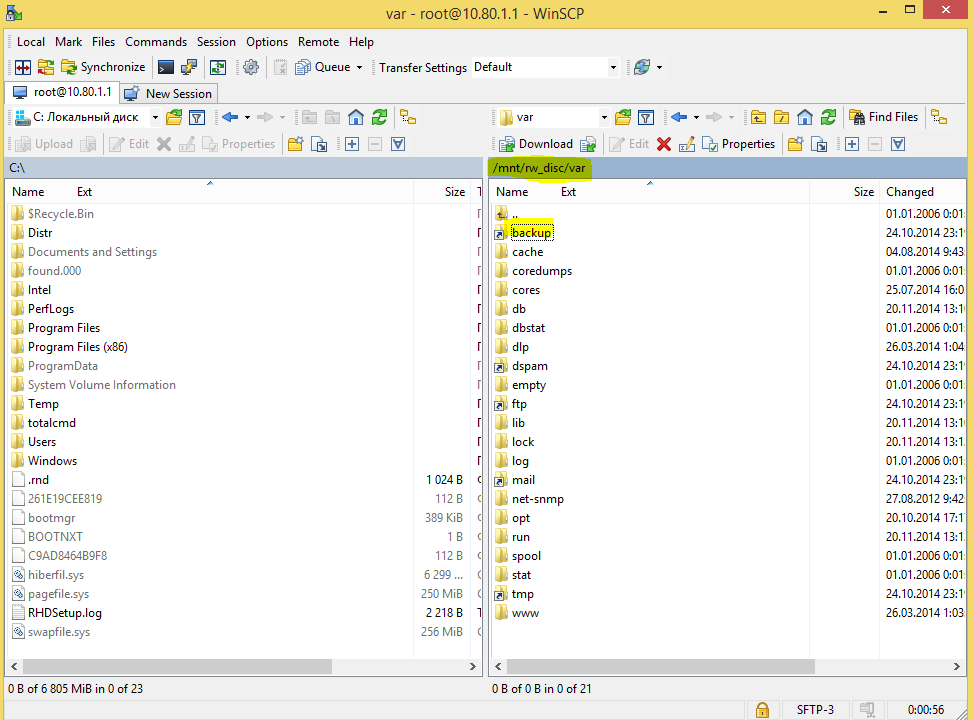 var - root@10.80.1.1 - WinSCP
Local Mark Files Commands Session Options Remote Help
Synchronize Queue Transfer Settings Default
root@10.80.1.1 New Session
C: Локальный диск var Find Files
Upload Edit Properties Download Edit Properties
C:\ /mnt/rw_disc/var
Name Ext Size Name Ext Size Changed
$Recycle.Bin .. 01.01.2006 0:01:
Distr backup 24.10.2014 23:19
Documents and Settings cache 04.08.2014 9:43:
found.000 coredumps 01.01.2006 0:01:
Intel cores 25.07.2014 16:0
PerfLogs db 20.11.2014 13:10
Program Files dbstat 01.01.2006 0:01:
Program Files (x86) dlp 26.03.2014 1:04:
ProgramData dspam 24.10.2014 23:19
System Volume Information empty 01.01.2006 0:01:
Temp ftp 24.10.2014 23:19
totalcmd lib 20.11.2014 13:10
Users lock 20.11.2014 13:1
Windows log 01.01.2006 0:01:
.rnd 1 024 B mail 24.10.2014 23:19
261E19CEE819 112 B net-snmp 27.08.2012 9:42:
bootmgr 389 KiB opt 20.10.2014 17:1
BOOTNXT 1 B run 20.11.2014 13:1
C9AD8464B9F8 112 B spool 01.01.2006 0:01:
hiberfil.sys 6 299 ... stat 01.01.2006 0:01:
pagefile.sys 250 MiB tmp 24.10.2014 23:19
RHDSetup.log 2 218 B www 26.03.2014 1:03:
swapfile.sys 256 MiB
0 B of 6 805 MiB in 0 of 23 0 B of 0 B in 0 of 21
SFTP-3 0:00:56